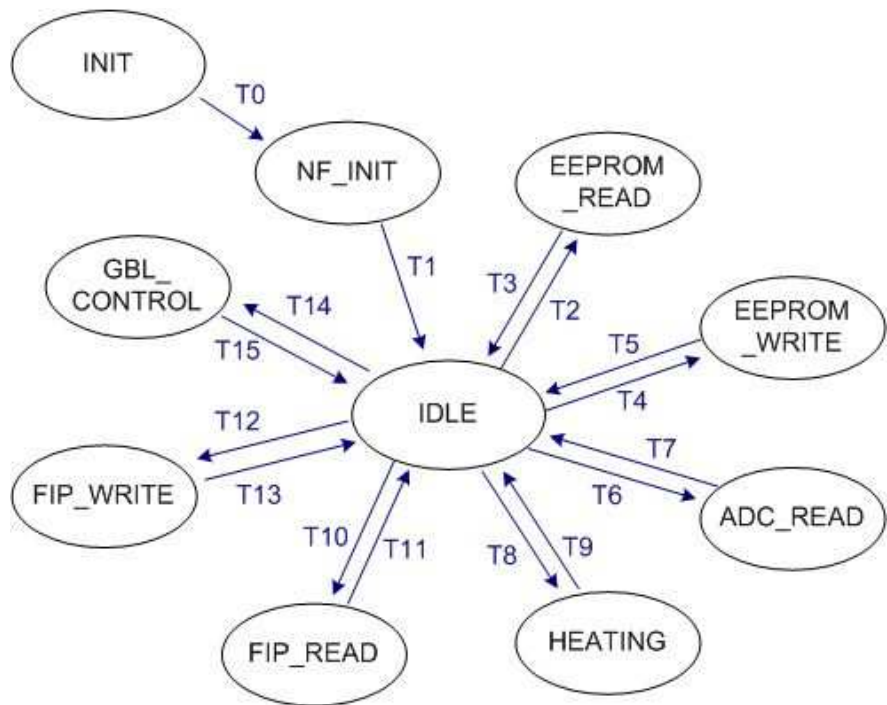 INIT
T0
NF_INIT
EEPROM
_READ
GBL_
CONTROL
T1
T3
T2
T14
T15
EEPROM
_WRITE
T5
T4
IDLE
T12
T13
FIP_WRITE
T7
T6
ADC_READ
T10
T11
T8
T9
FIP_READ
HEATING